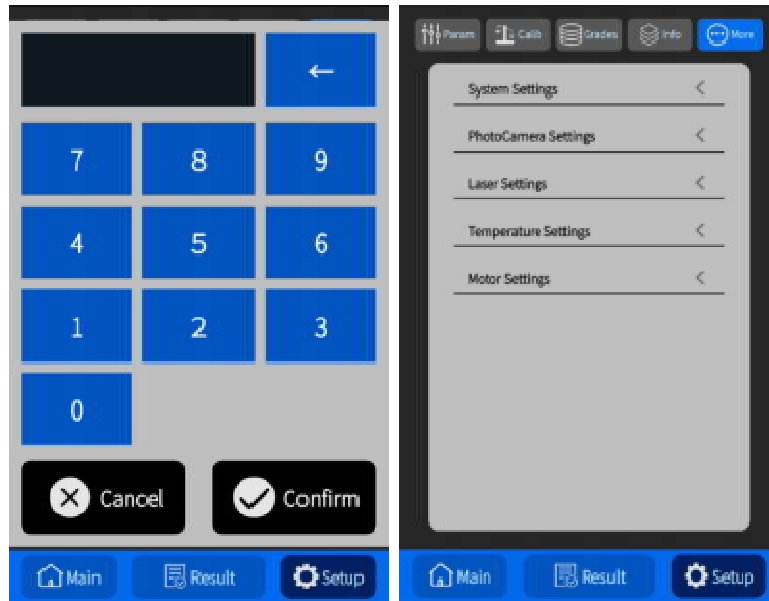 ←
7 8 9
4 5 6
1 2 3
0
Cancel Confirm
Main Result Setup
Param Calib Grades Info More
System Settings
PhotoCamera Settings
Laser Settings
Temperature Settings
Motor Settings
Main Result Setup